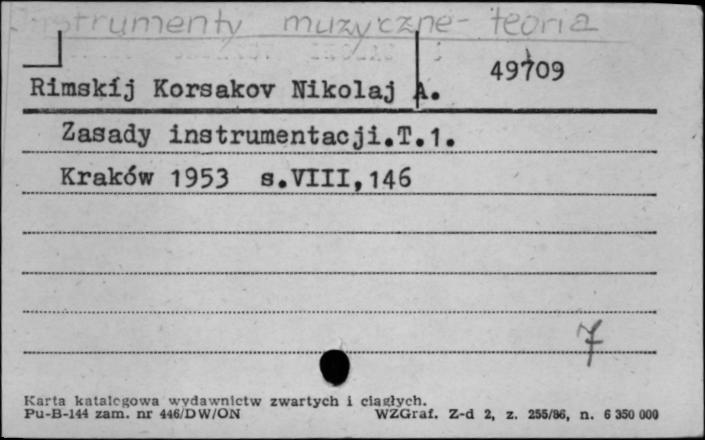 Instrumenty muzyczne - teoria
49709
Rimskij Korsakov Nikolaj A.
Zasady instrumentacji.T.1.
Kraków 1953 s.VIII,146
7
Karta katalogowa wydawnictw zwartych i ciągłych.
Pu-B-144 zam. nr 446/DW/ON WZGraf. Z-d 2, z. 255/86, n. 6 350 000